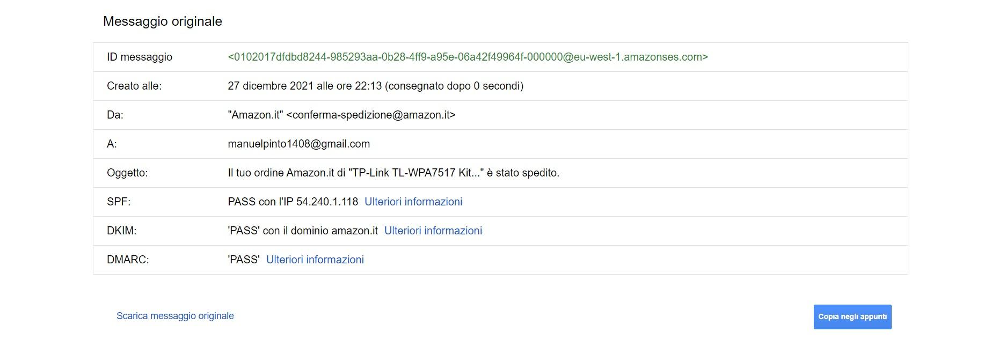 Messaggio originale
ID messaggio <0102017dfdbd8244-985293aa-0b28-4ff9-a95e-06a42f49964f-000000@eu-west-1.amazonses.com>
Creato alle: 27 dicembre 2021 alle ore 22:13 (consegnato dopo 0 secondi)
Da: "Amazon.it" <conferma-spedizione@amazon.it>
A: manuelpinto1408@gmail.com
Oggetto: Il tuo ordine Amazon.it di "TP-Link TL-WPA7517 Kit..." è stato spedito.
SPF: PASS con l'IP 54.240.1.118 Ulteriori informazioni
DKIM: 'PASS' con il dominio amazon.it Ulteriori informazioni
DMARC: 'PASS' Ulteriori informazioni
Scarica messaggio originale Copia negli appunti